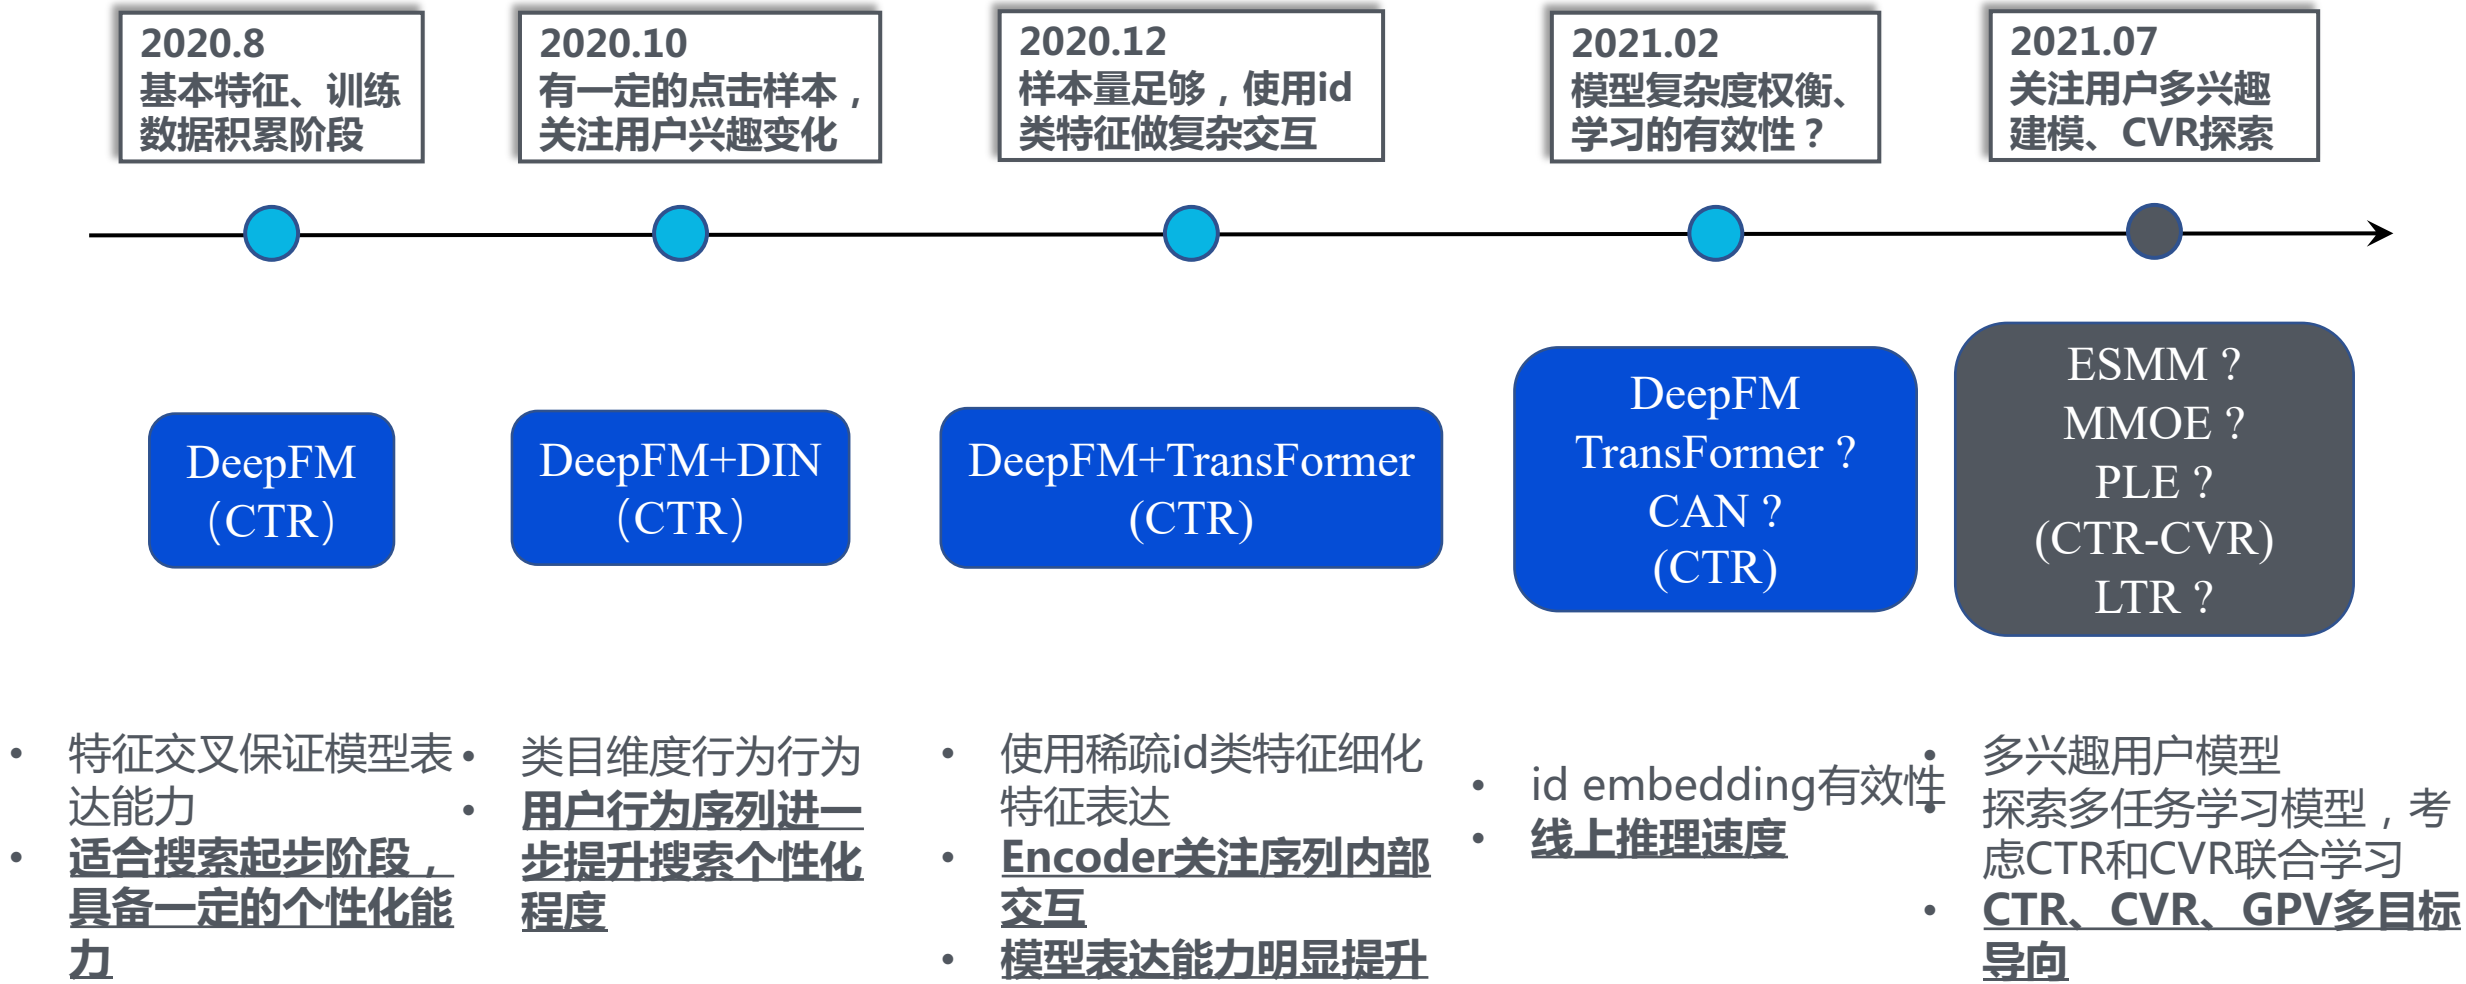 2020.8
基本特征、训练
数据积累阶段
2020.10
有一定的点击样本，
关注用户兴趣变化
2020.12
样本量足够，使用id
类特征做复杂交互
2021.02
模型复杂度权衡、
学习的有效性？
2021.07
关注用户多兴趣
建模、CVR探索
DeepFM
（CTR）
DeepFM+DIN
（CTR）
DeepFM+TransFormer
(CTR)
DeepFM
TransFormer？
CAN？
(CTR)
ESMM？
MMOE？
PLE？
(CTR-CVR)
LTR？
• 特征交叉保证模型表
达能力
• 适合搜索起步阶段，
具备一定的个性化能
力
• 类目维度行为行为
• 用户行为序列进一
步提升搜索个性化
程度
• 使用稀疏id类特征细化
特征表达
• Encoder关注序列内部
交互
• 模型表达能力明显提升
• id embedding有效性
• 线上推理速度
• 多兴趣用户模型
• 探索多任务学习模型，考
虑CTR和CVR联合学习
• CTR、CVR、GPV多目标
导向